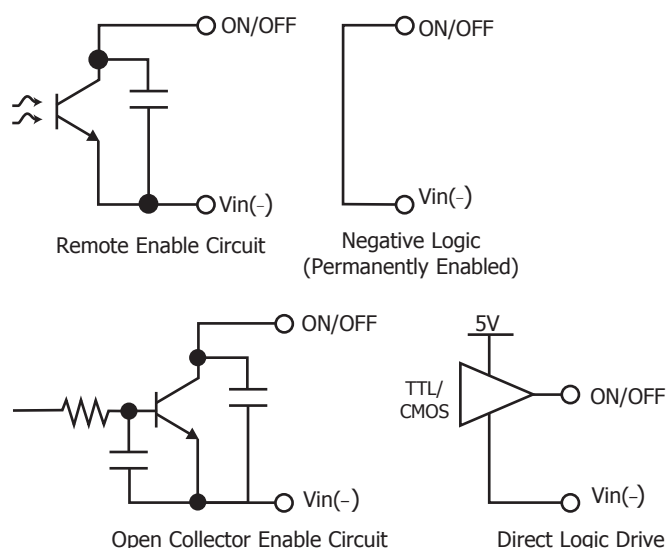 ON/OFF
Vin(−)
Remote Enable Circuit
ON/OFF
Vin(−)
Negative Logic
(Permanently Enabled)
ON/OFF
Vin(−)
Open Collector Enable Circuit
5V
TTL/
CMOS
ON/OFF
Vin(−)
Direct Logic Drive